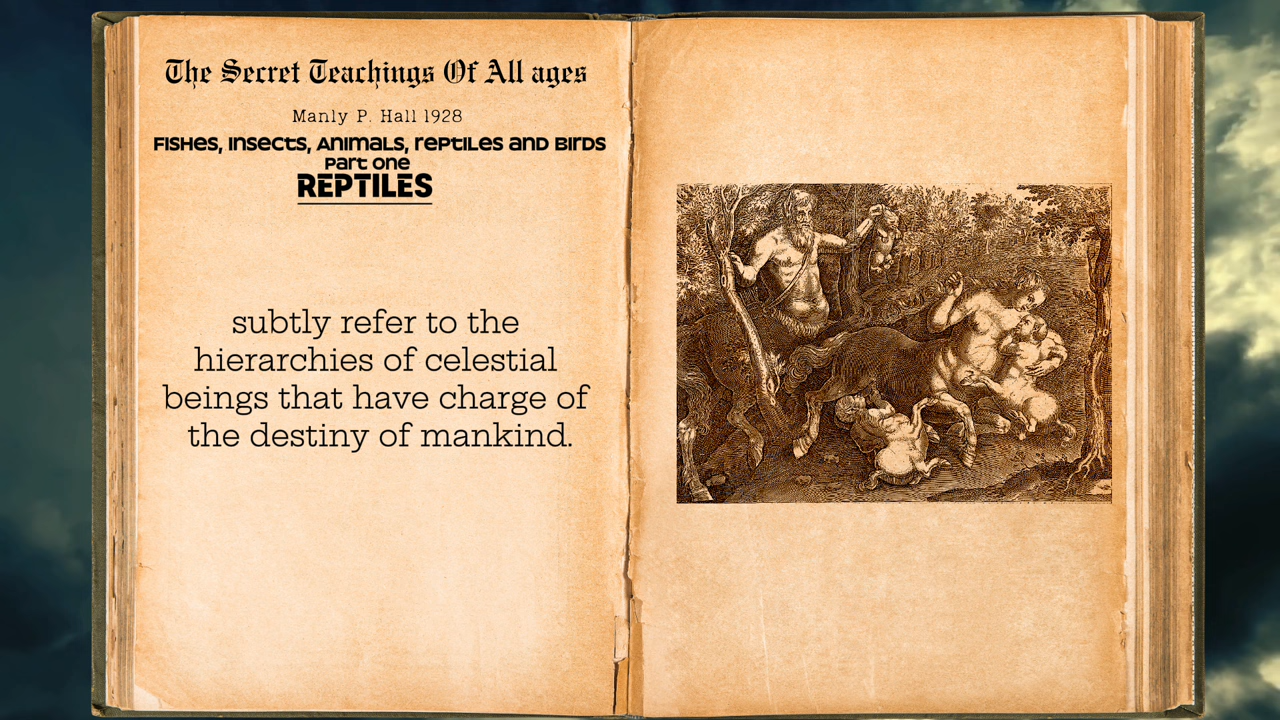 The Secret Teachings Of All ages
Manly P. Hall 1928
Fishes, Insects, Animals, reptiles and Birds
Part one
REPTILES
subtly refer to the
hierarchies of celestial
beings that have charge of
the destiny of mankind.